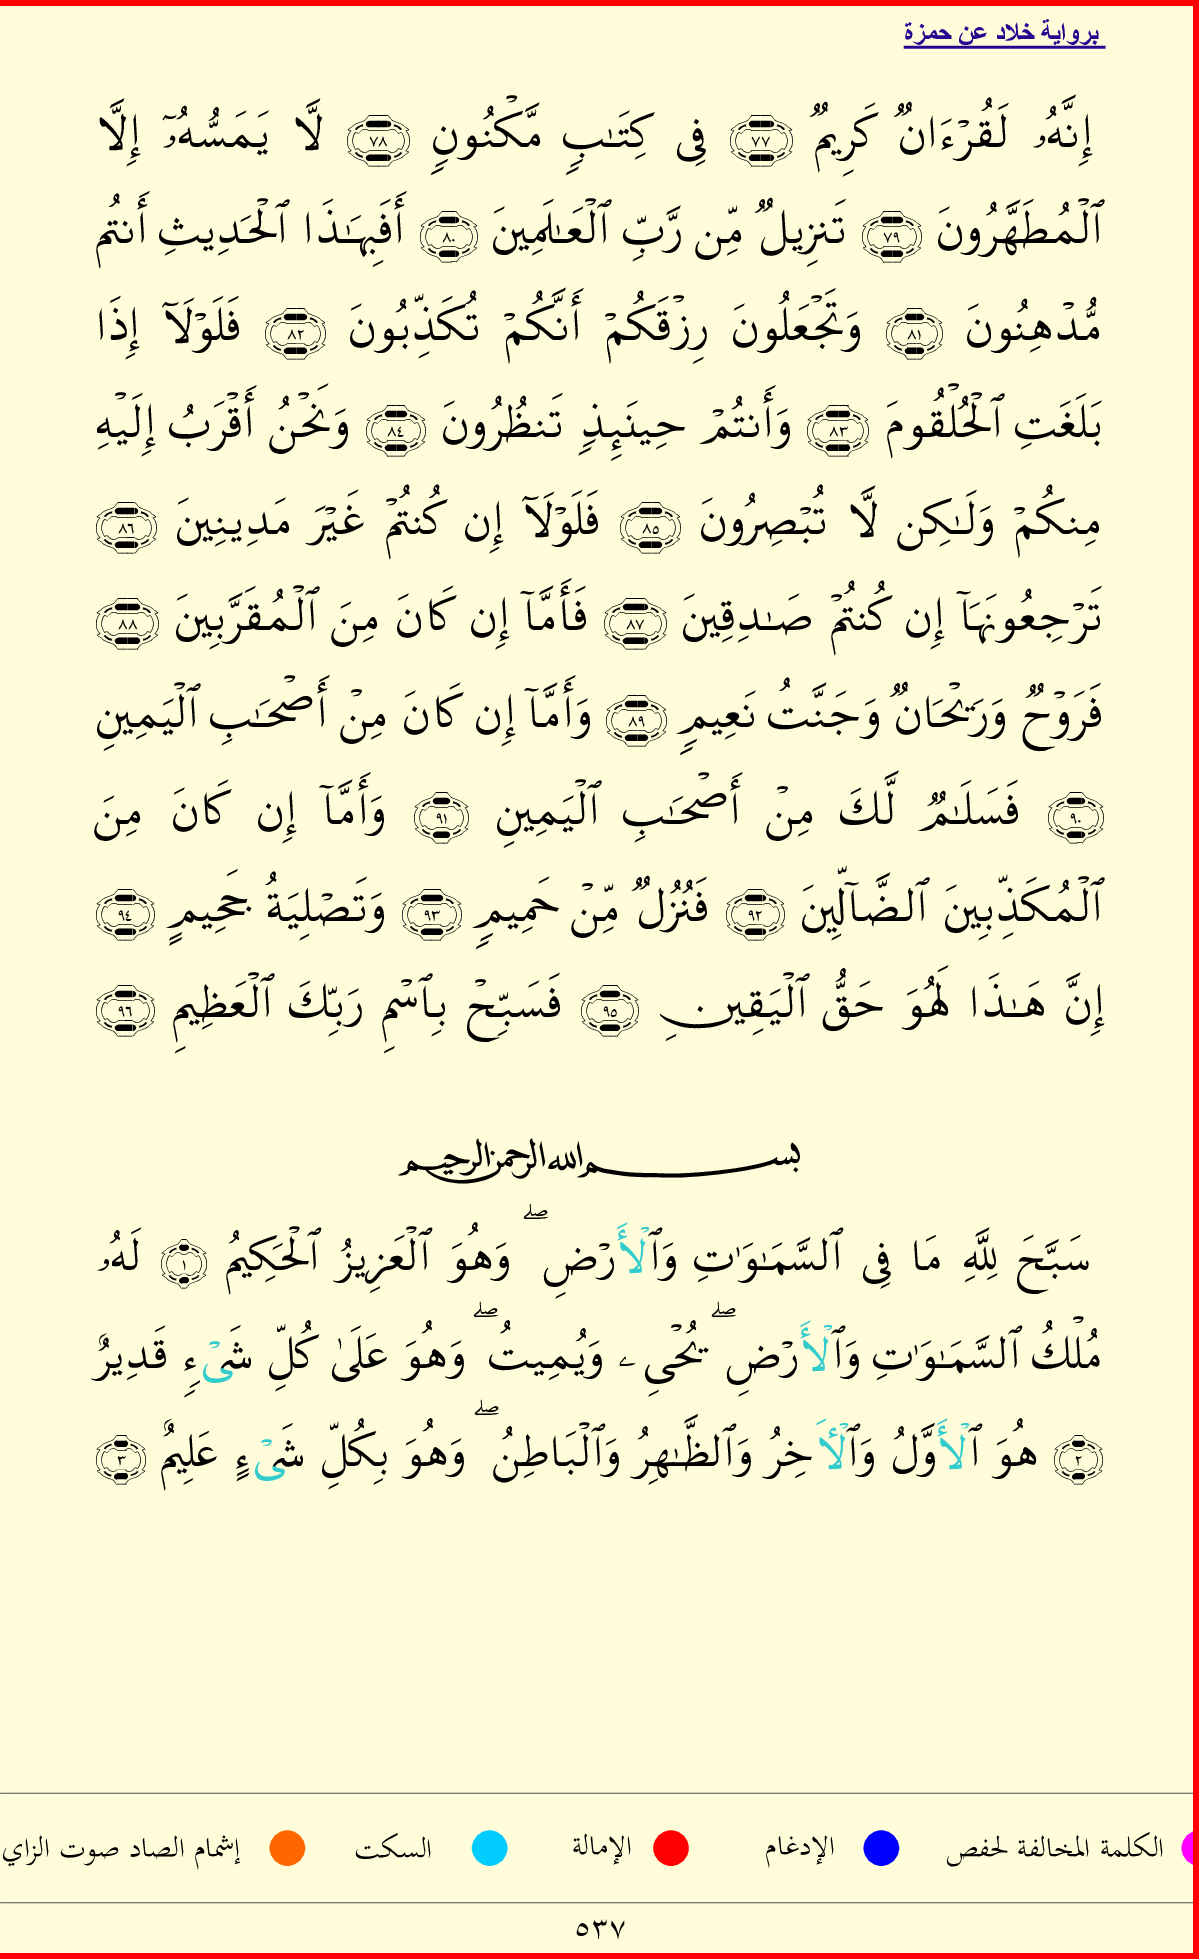 برواية خلاد عن حمزة
إِنَّهُۥ لَقُرْءَانٌ كَرِيمٌ ٧٧ فِى كِتَـٰبٍ مَّكْنُونٍ ٧٨ لَّا يَمَسُّهُۥٓ إِلَّا
ٱلْمُطَهَّرُونَ ٧٩ تَنزِيلٌ مِّن رَّبِّ ٱلْعَـٰلَمِينَ ٨٠ أَفَبِهَـٰذَا ٱلْحَدِيثِ أَنتُم
مُّدْهِنُونَ ٨١ وَتَجْعَلُونَ رِزْقَكُمْ أَنَّكُمْ تُكَذِّبُونَ ٨٢ فَلَوْلَآ إِذَا
بَلَغَتِ ٱلْحُلْقُومَ ٨٣ وَأَنتُمْ حِينَئِذٍ تَنظُرُونَ ٨٤ وَنَحْنُ أَقْرَبُ إِلَيْهِ
مِنكُمْ وَلَـٰكِن لَّا تُبْصِرُونَ ٨٥ فَلَوْلَآ إِن كُنتُمْ غَيْرَ مَدِينِينَ ٨٦
تَرْجِعُونَهَآ إِن كُنتُمْ صَـٰدِقِينَ ٨٧ فَأَمَّآ إِن كَانَ مِنَ ٱلْمُقَرَّبِينَ ٨٨
فَرَوْحٌ وَرَيْحَانٌ وَجَنَّتُ نَعِيمٍ ٨٩ وَأَمَّآ إِن كَانَ مِنْ أَصْحَـٰبِ ٱلْيَمِينِ
٩٠ فَسَلَـٰمٌ لَّكَ مِنْ أَصْحَـٰبِ ٱلْيَمِينِ ٩١ وَأَمَّآ إِن كَانَ مِنَ
ٱلْمُكَذِّبِينَ ٱلضَّآلِّينَ ٩٢ فَنُزُلٌ مِّنْ حَمِيمٍ ٩٣ وَتَصْلِيَةُ جَحِيمٍ ٩٤
إِنَّ هَـٰذَا لَهُوَ حَقُّ ٱلْيَقِينِ ٩٥ فَسَبِّحْ بِٱسْمِ رَبِّكَ ٱلْعَظِيمِ ٩٦
بسم الله الرحمن الرحيم
سَبَّحَ لِلَّهِ مَا فِى ٱلسَّمَـٰوَٰتِ وَٱلْأَرْضِ ۖ وَهُوَ ٱلْعَزِيزُ ٱلْحَكِيمُ ١ لَهُۥ
مُلْكُ ٱلسَّمَـٰوَٰتِ وَٱلْأَرْضِ ۖ يُحْىِۦ وَيُمِيتُ ۖ وَهُوَ عَلَىٰ كُلِّ شَىْءٍ قَدِيرٌ
٢ هُوَ ٱلْأَوَّلُ وَٱلْأَخِرُ وَٱلظَّـٰهِرُ وَٱلْبَاطِنُ ۖ وَهُوَ بِكُلِّ شَىْءٍ عَلِيمٌ ٣
الكلمة المخالفة لحفص الإدغام الإمالة السكت إشمام الصاد صوت الزاي
٥٣٧